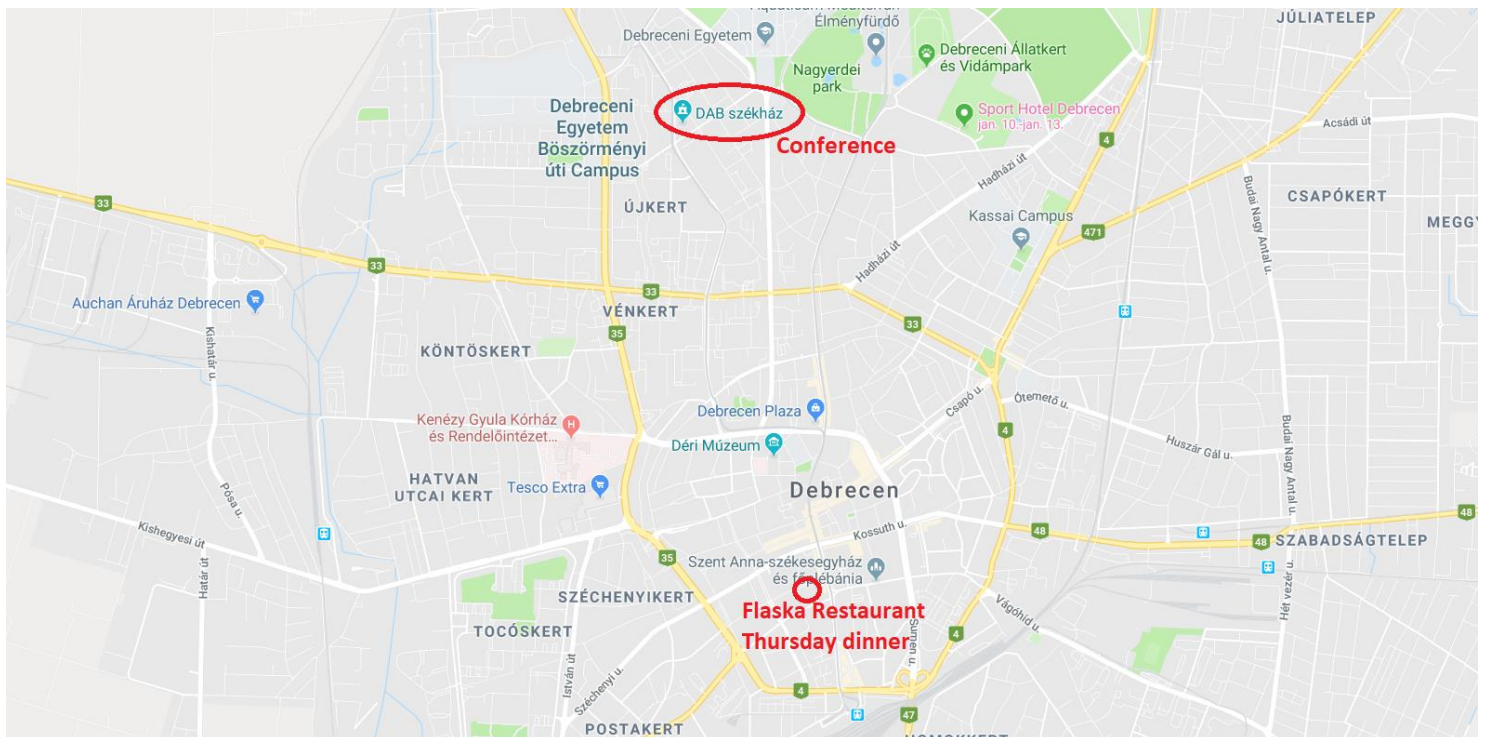 JÚLIATELEP
Élményfürdő
Debreceni Egyetem
Debreceni Állatkert
és Vidámpark
Nagyerdei
park
Debreceni
Egyetem
Böszörményi
úti Campus
DAB székház
Conference
Sport Hotel Debrecen
jan. 10.-jan. 13.
Acsádi út
4
Hadházi út
33
ÚJKERT
Kassai Campus
Budai Nagy Antal u.
CSAPÓKERT
MEGGY
471
Hadházi út
33
Auchan Áruház Debrecen
33
VÉNKERT
35
33
Kishatár u.
KÖNTÖSKERT
Debrecen Plaza
Csapó u.
Ötemető u.
Kenézy Gyula Kórház
és Rendelőintézet...
Déri Múzeum
4
Huszár Gál u.
Budai Nagy Antal u.
HATVAN
UTCAI KERT
Tesco Extra
Debrecen
Pósa u.
Kishegyesi út
Kossuth u.
48
48
48
SZABADSÁGTELEP
35
Szent Anna-székesegyház
és főplébánia
Határ út
SZÉCHENYIKERT
Flaska Restaurant
Thursday dinner
Vágóhíd u.
Hét vezér u.
TOCÓSKERT
Sumen u.
4
István út
Széchenyi u.
4
POSTAKERT
47